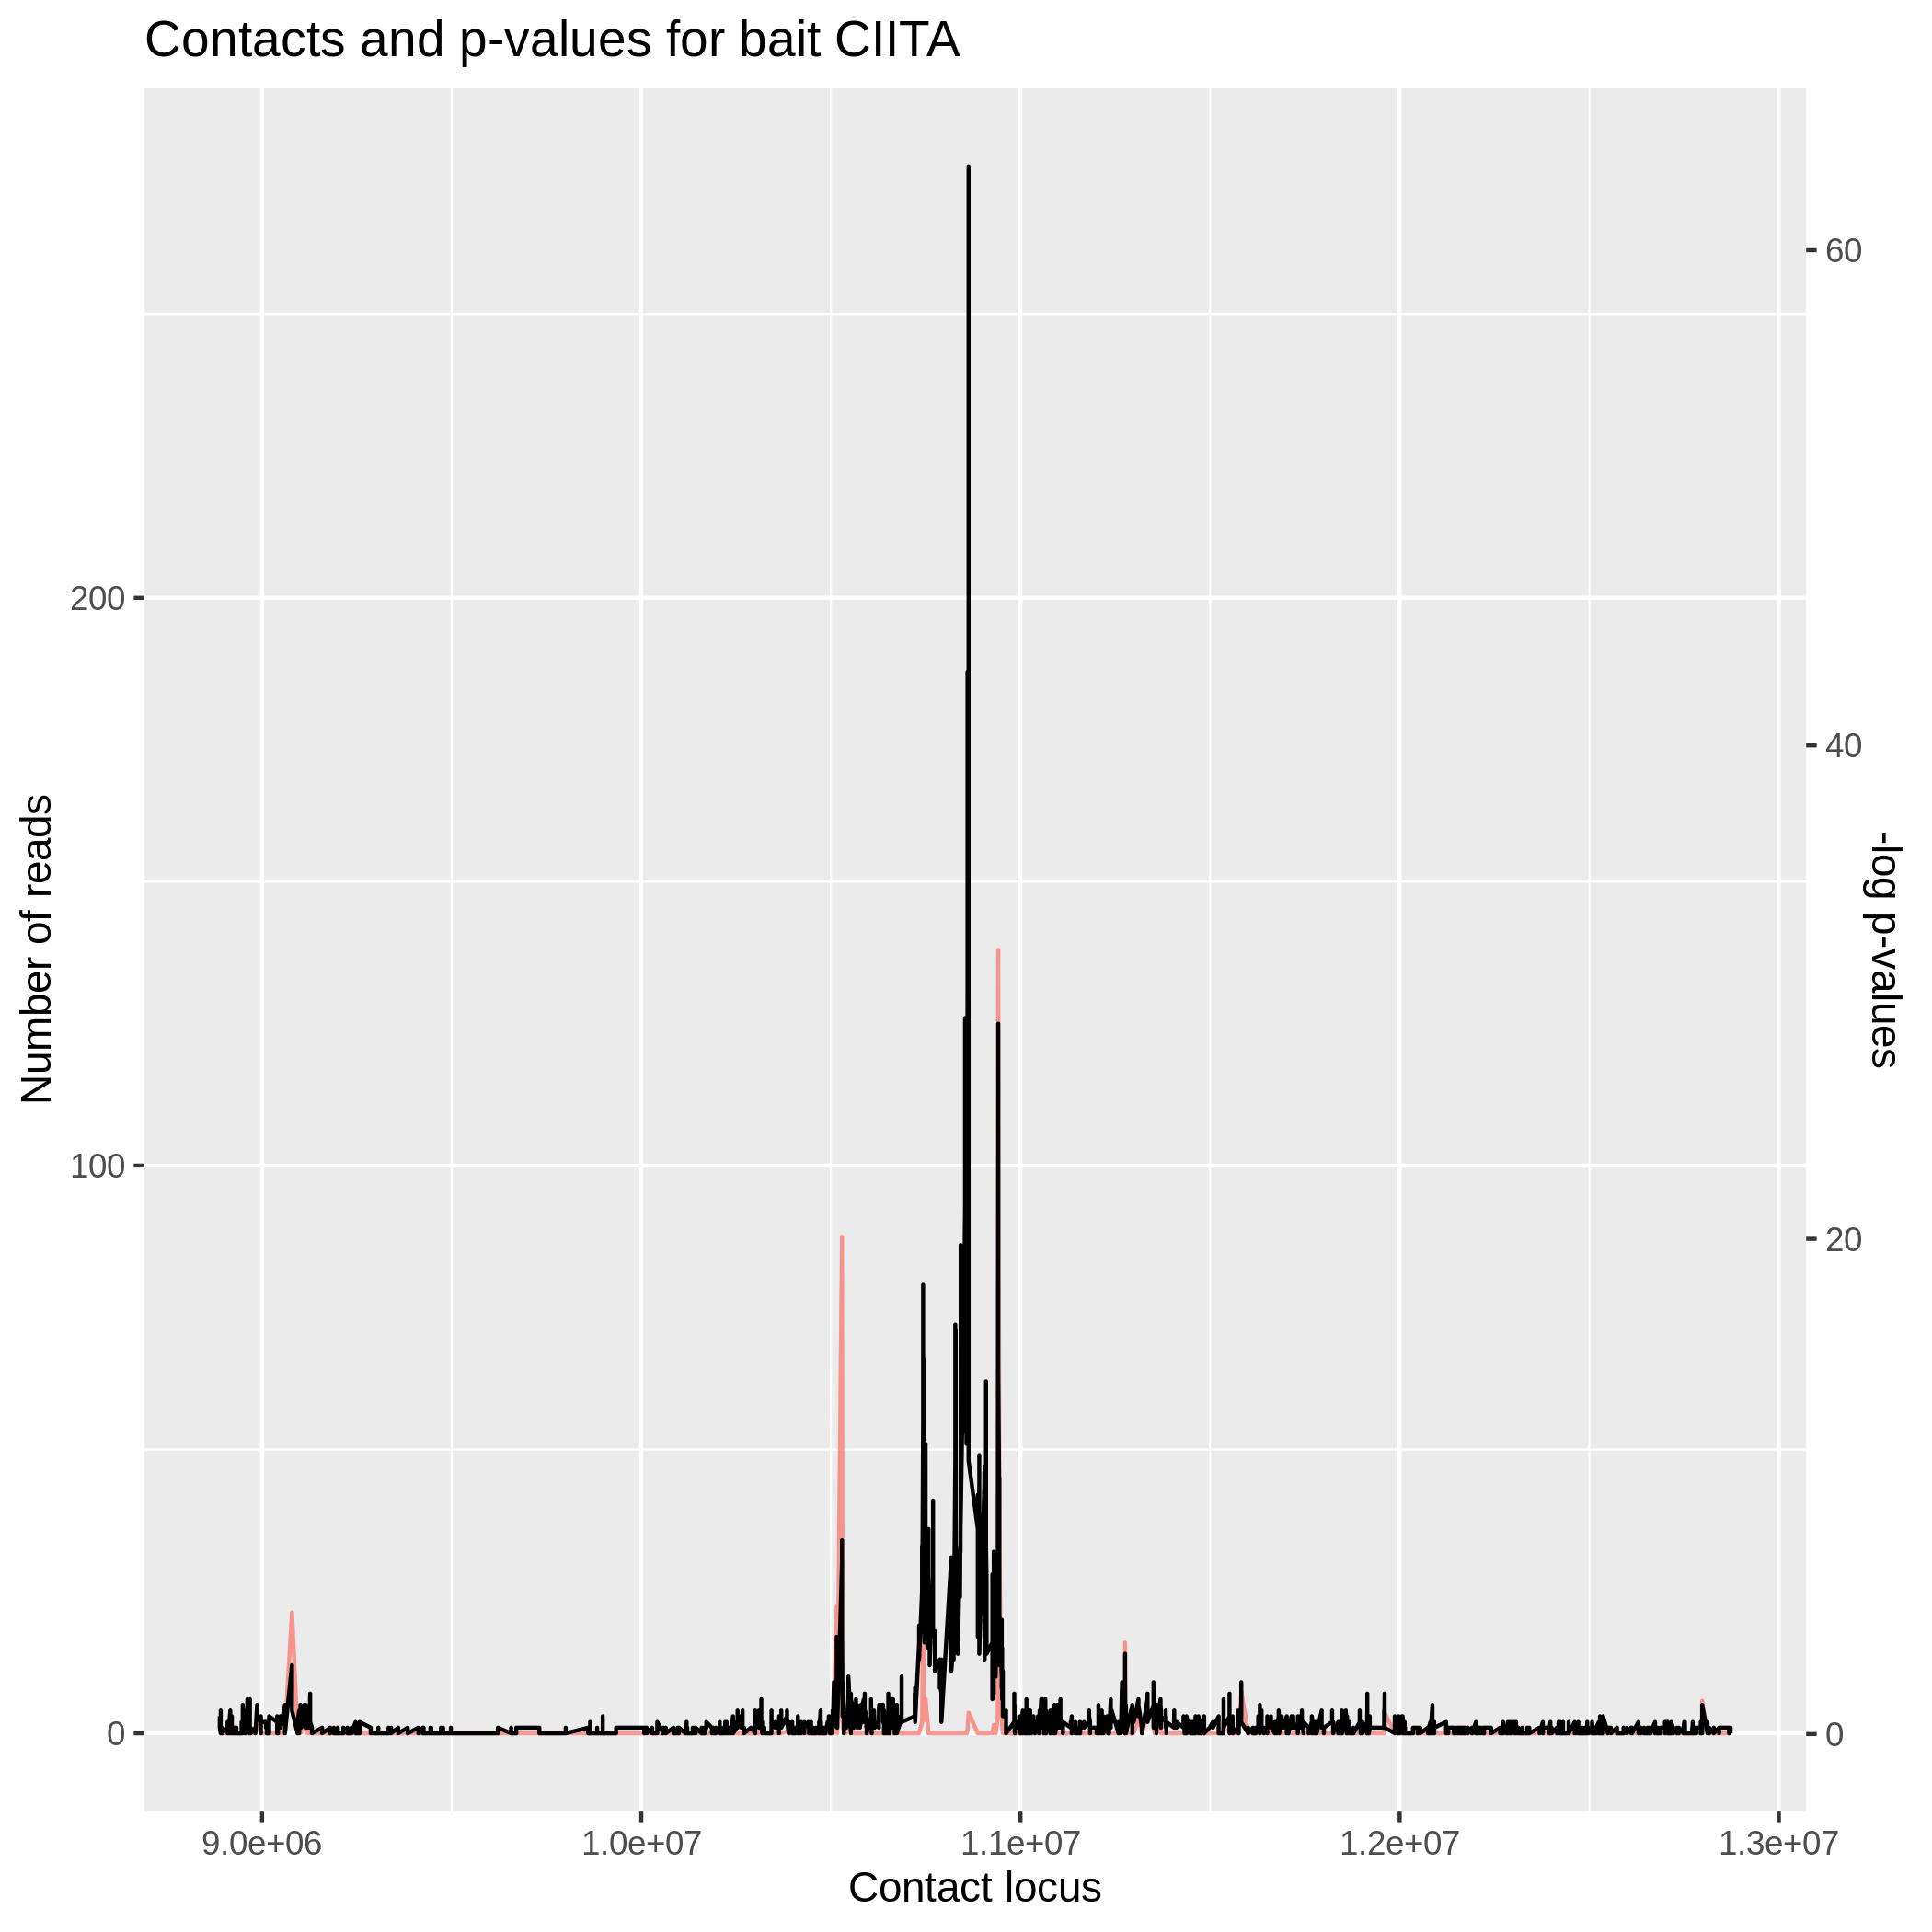 Contacts and p-values for bait CIITA
Number of reads
200
100
0
60
40
20
0
-log p-values
9.0e+06
1.0e+07
1.1e+07
1.2e+07
1.3e+07
Contact locus